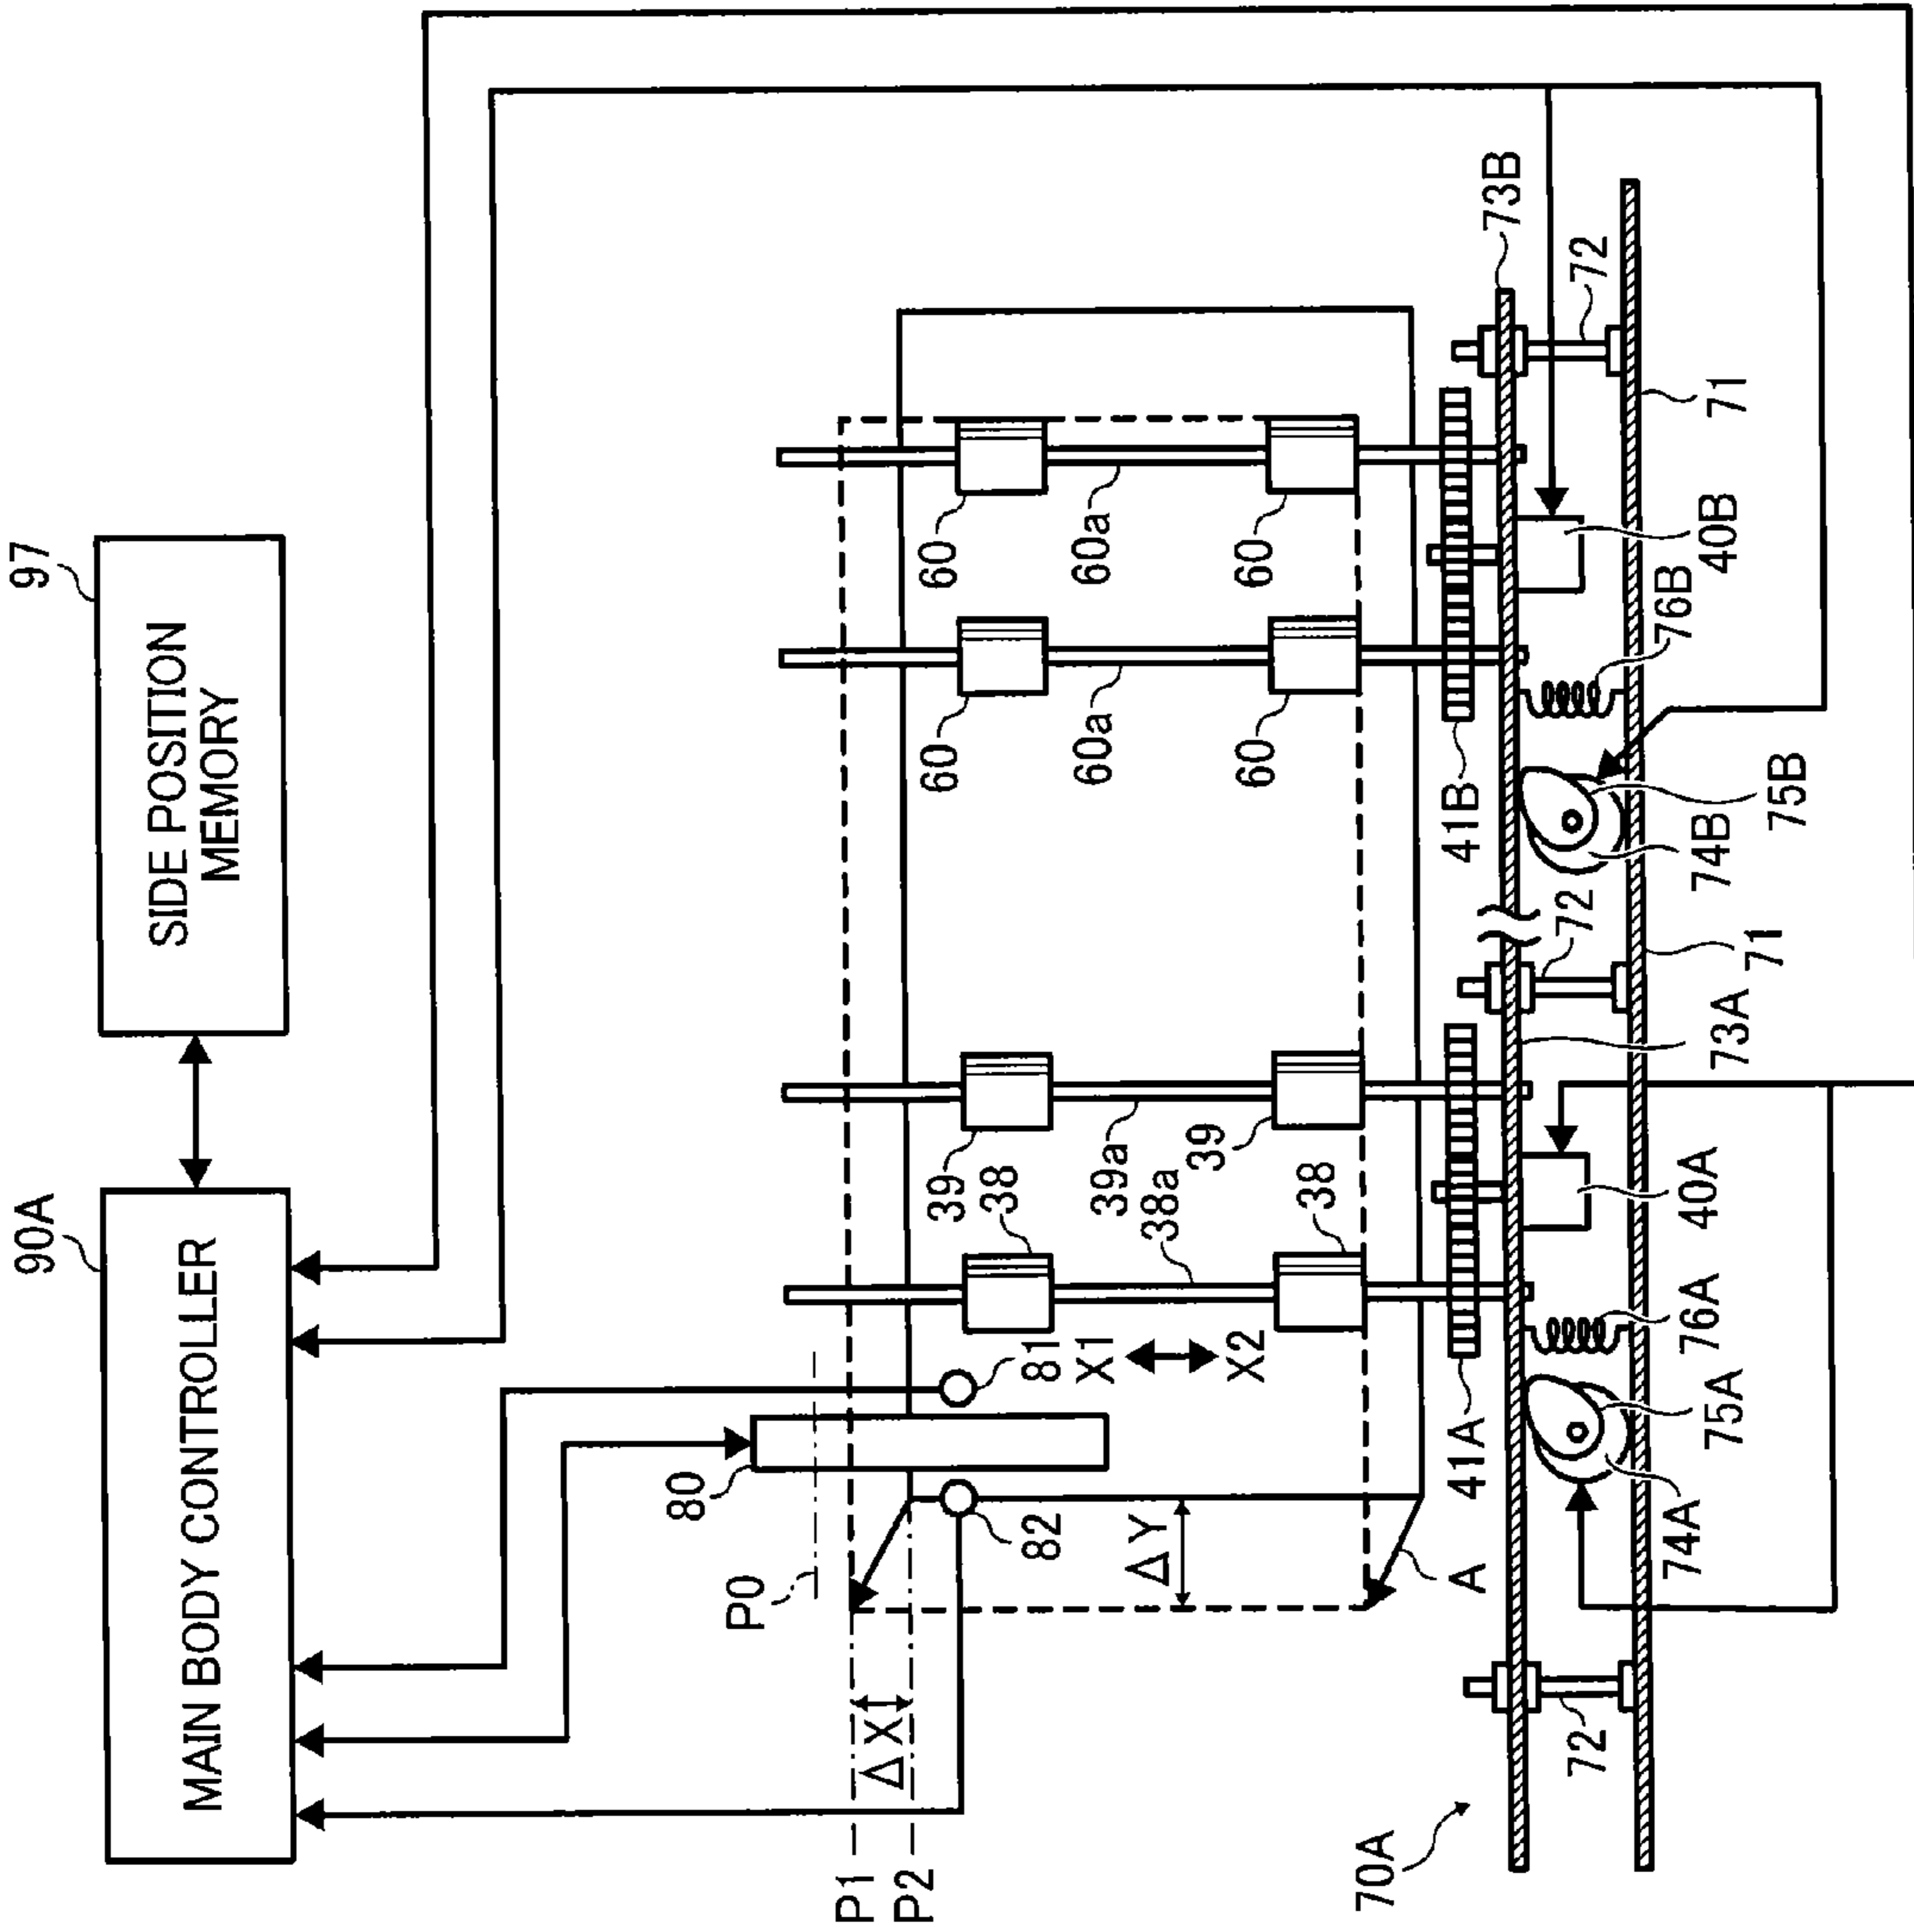 97
SIDE POSITION
MEMORY
90A
MAIN BODY CONTROLLER
73B
72
71
60
60a
60
40B
60
60a
60
76B
41B
75B
74B
72
71
73A
39
39a
39
38
38a
38
40A
76A
81
X1
X2
41A
75A
80
82
ΔY
A
74A
P0
ΔX1
72
P1
P2
70A